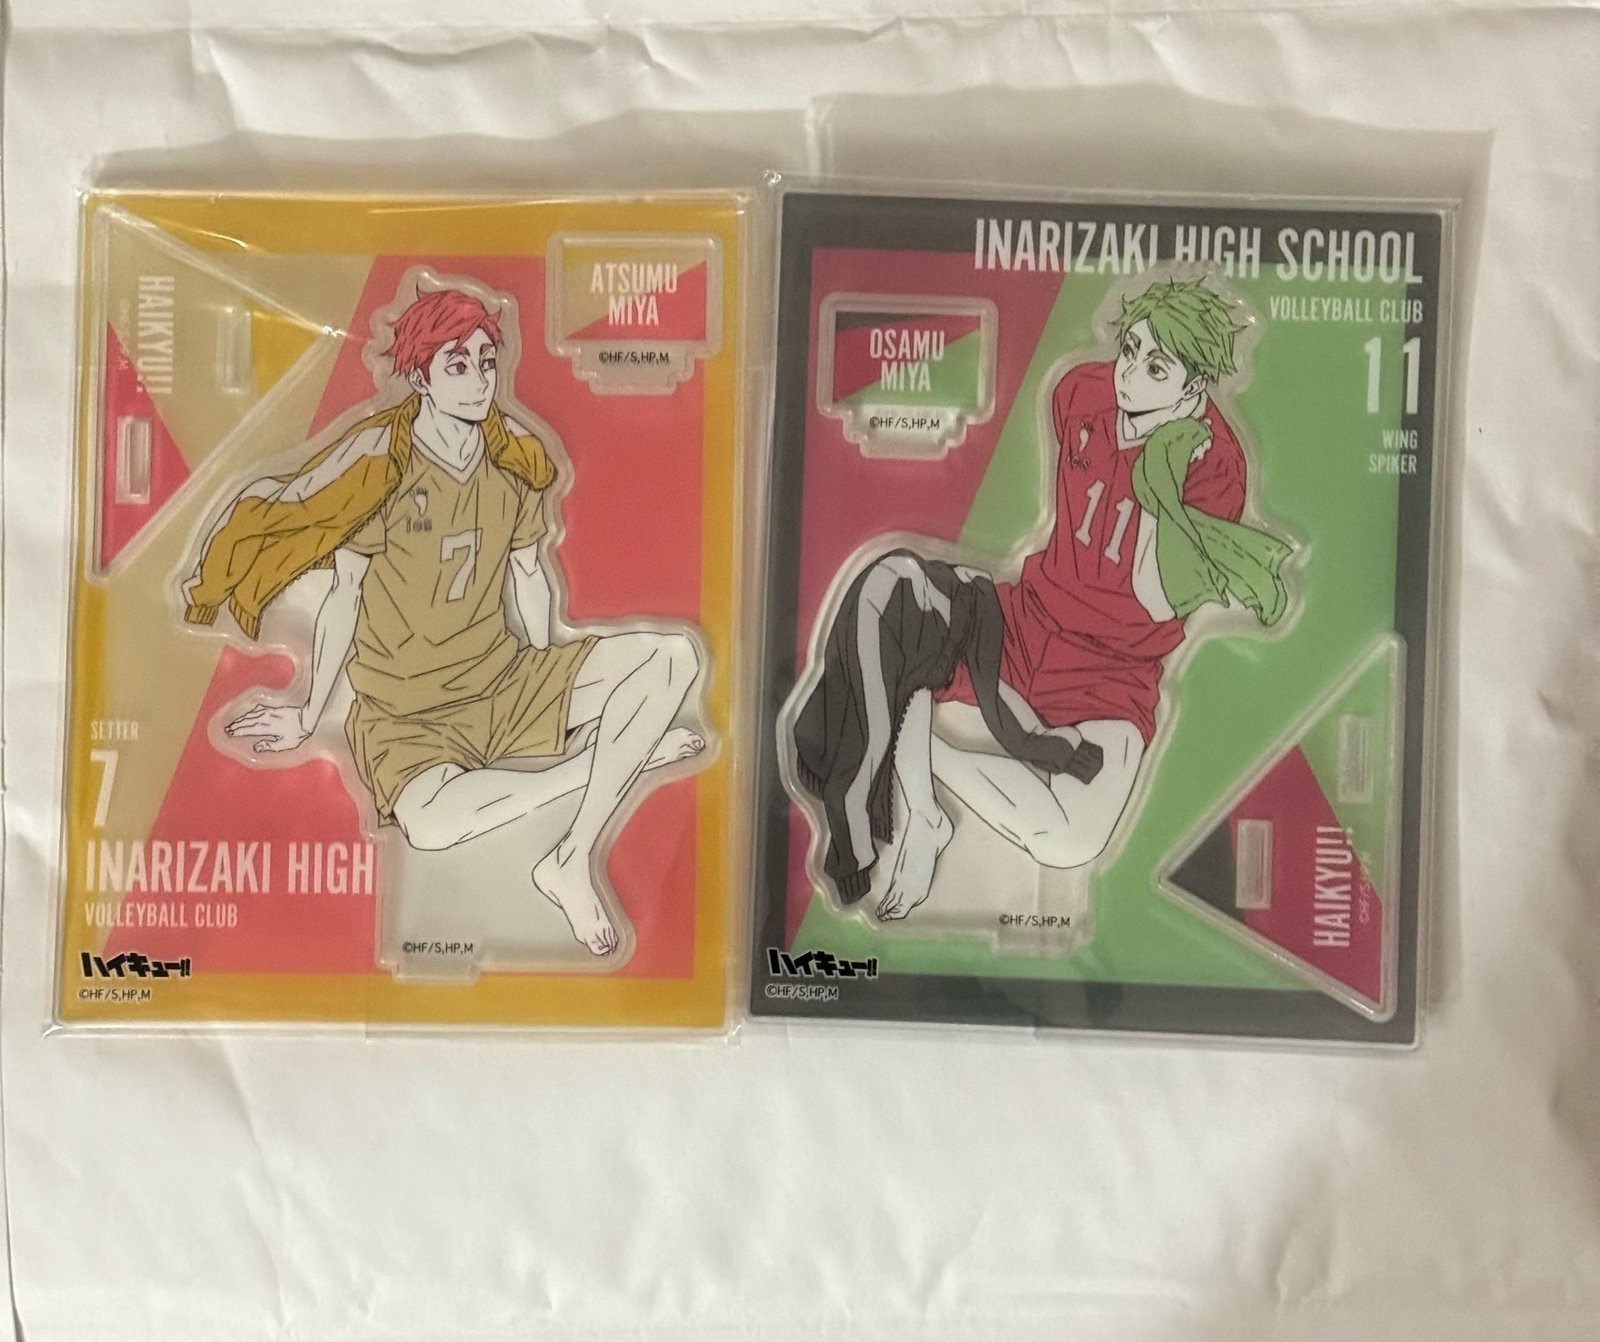 HAIKYU!!
ATSUMU
MIYA
©HF/S,HP,M
7
SETTER
7
INARIZAKI HIGH
VOLLEYBALL CLUB
©HF/S,HP,M
ハイキュー!!
©HF/S,HP,M
INARIZAKI HIGH SCHOOL
VOLLEYBALL CLUB
11
WING
SPIKER
OSAMU
MIYA
©HF/S,HP,M
11
HAIKYU!!
©HF/S,HP,M
ハイキュー!!
©HF/S,HP,M